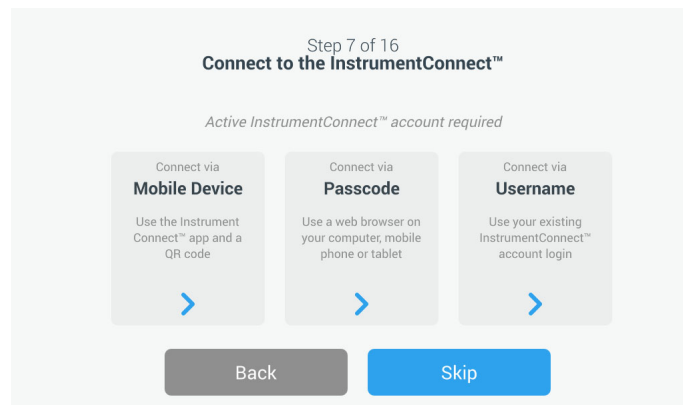 Step 7 of 16
Connect to the InstrumentConnect™
Active InstrumentConnect™ account required
Connect via
Mobile Device
Use the Instrument
Connect™ app and a
QR code
Connect via
Passcode
Use a web browser on
your computer, mobile
phone or tablet
Connect via
Username
Use your existing
InstrumentConnect™
account login
Back
Skip